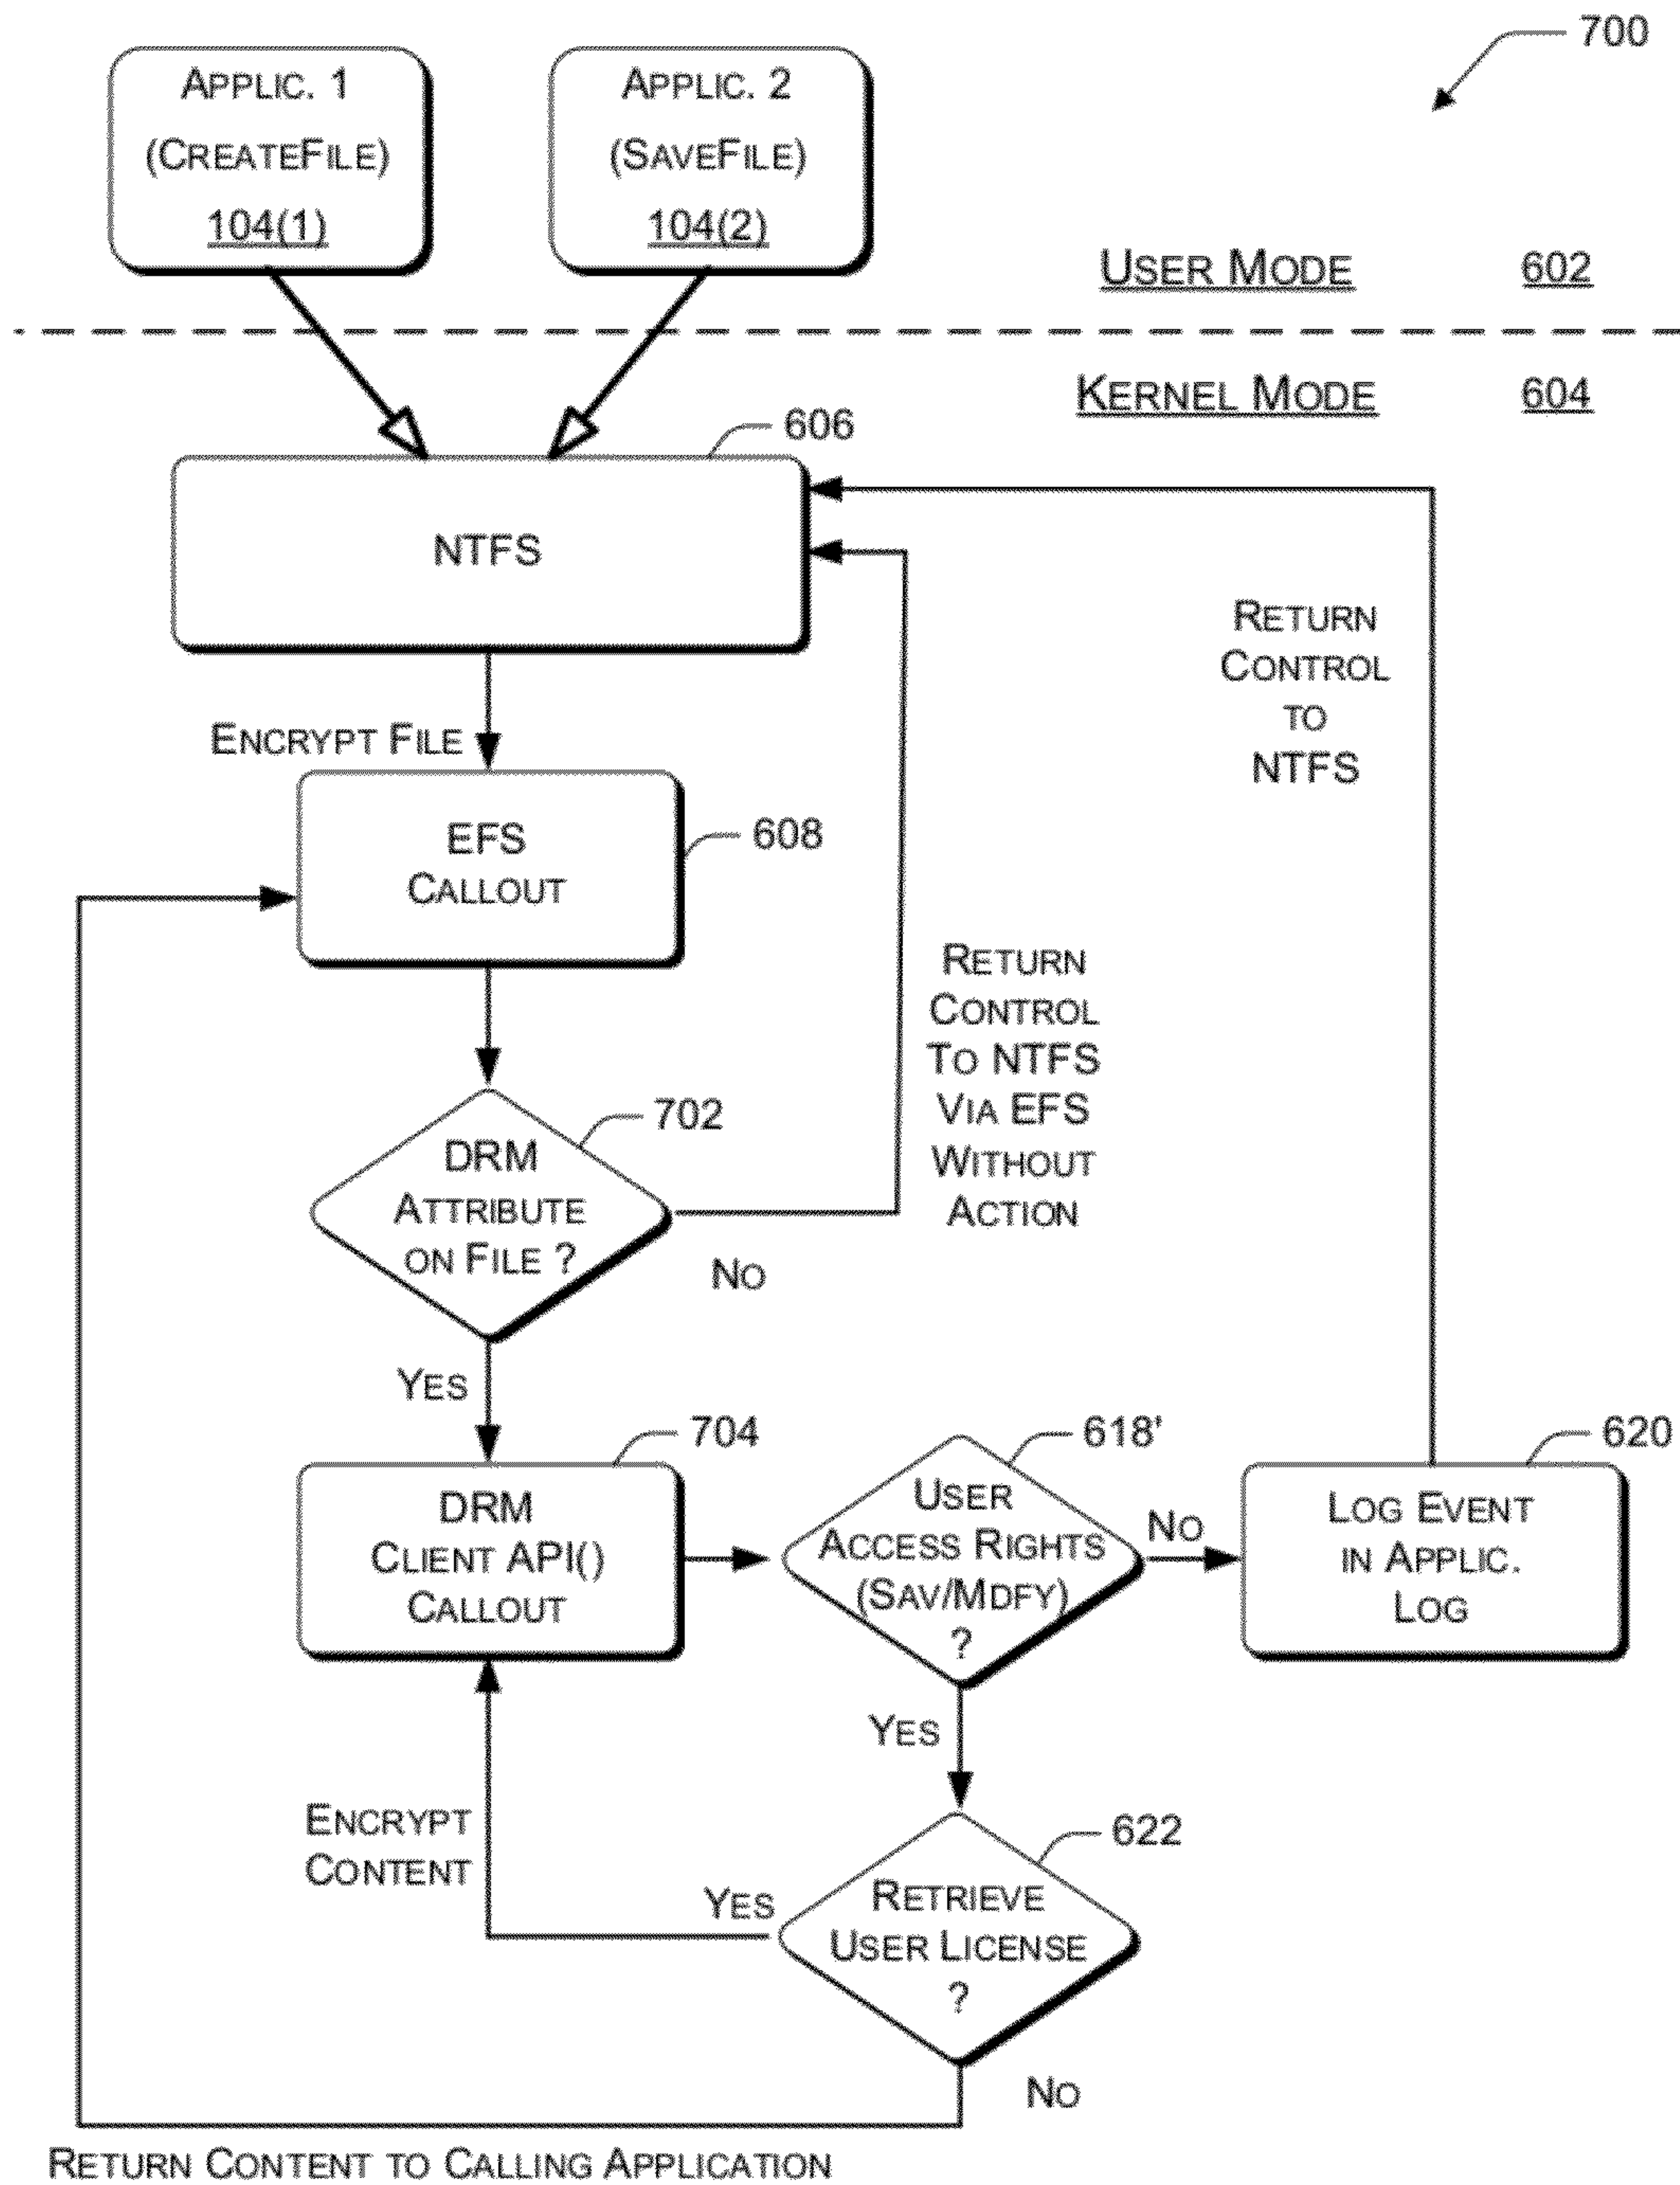 700
APPLIC. 1
(CREATEFILE)
104(1)
APPLIC. 2
(SAVEFILE)
104(2)
USER MODE 602
KERNEL MODE 604
606
NTFS
RETURN
CONTROL
TO
NTFS
ENCRYPT FILE
EFS
CALLOUT
608
RETURN
CONTROL
TO NTFS
VIA EFS
WITHOUT
ACTION
702
DRM
ATTRIBUTE
ON FILE ?
NO
YES
704
DRM
CLIENT API()
CALLOUT
618'
USER
ACCESS RIGHTS
(SAV/MDFY)
?
NO
620
LOG EVENT
IN APPLIC.
LOG
YES
ENCRYPT
CONTENT
622
YES
RETRIEVE
USER LICENSE
?
NO
RETURN CONTENT TO CALLING APPLICATION